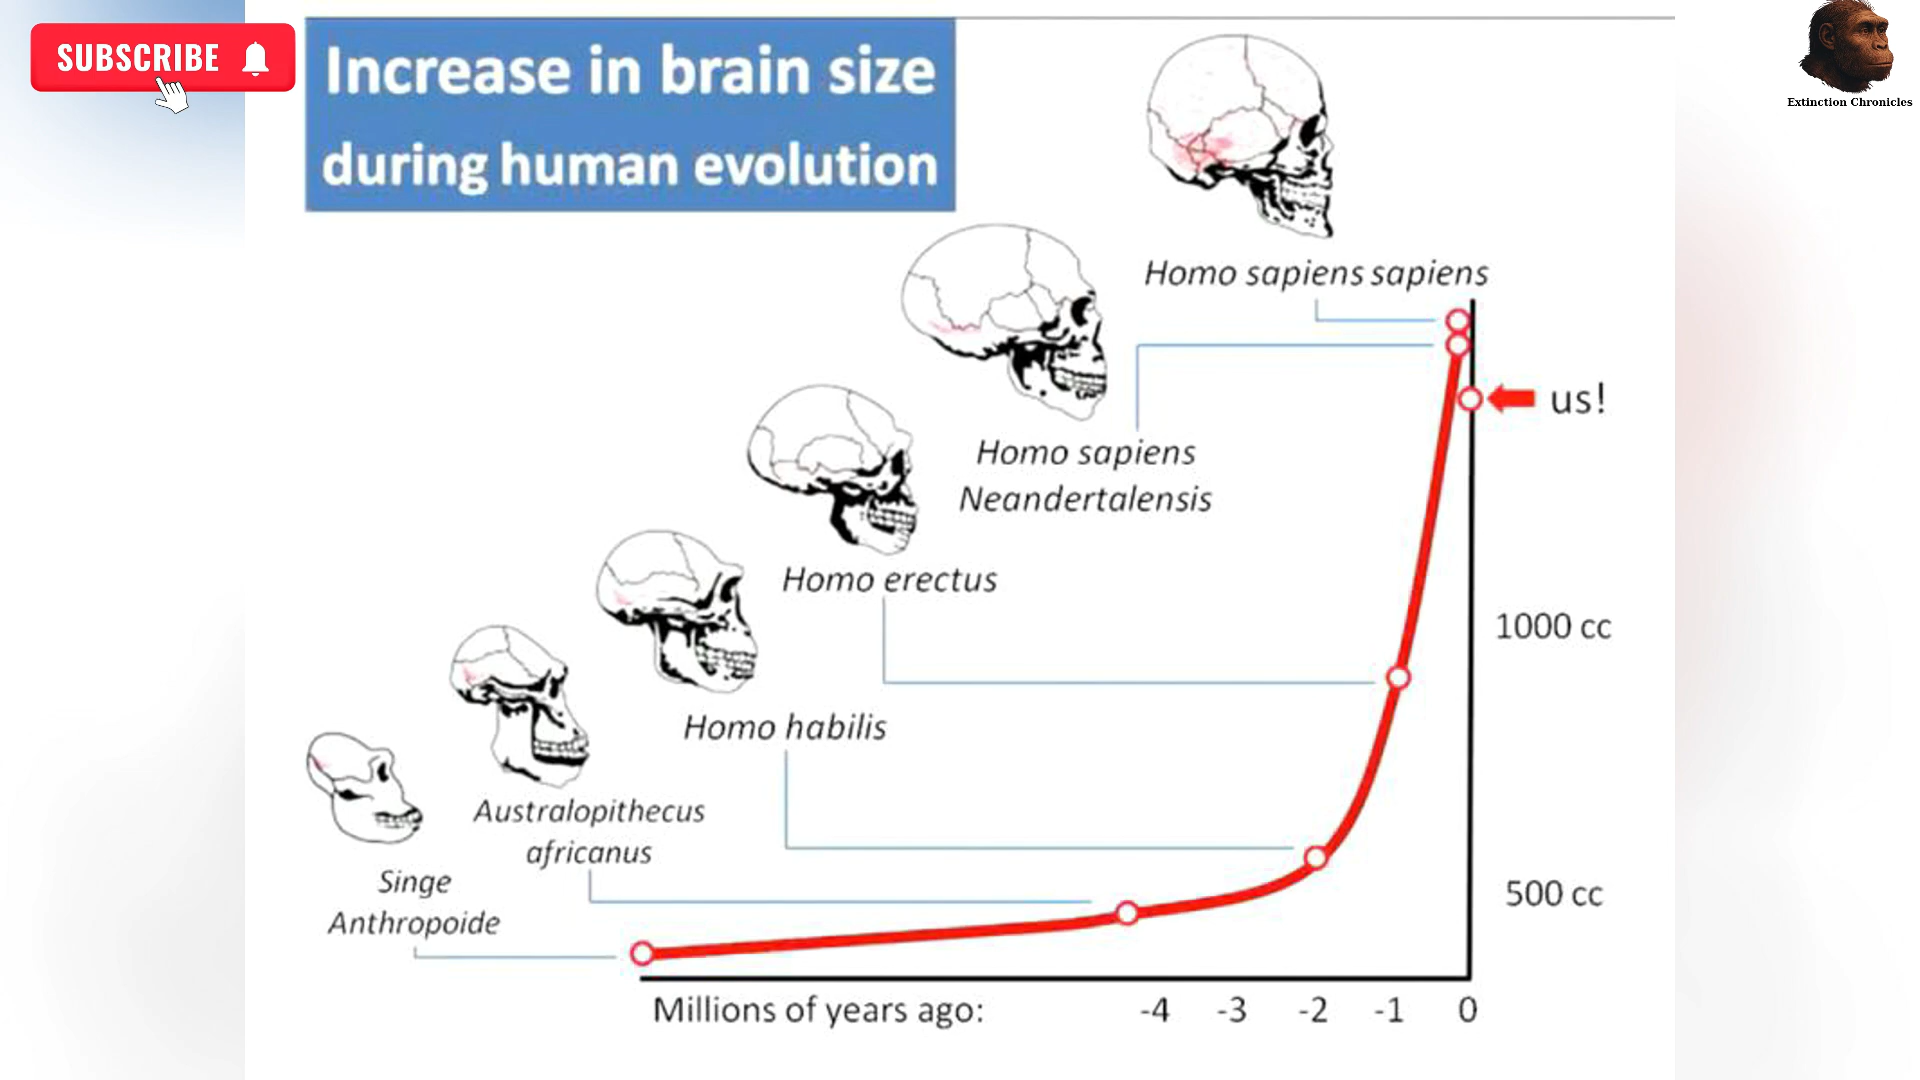 SUBSCRIBE
Increase in brain size
during human evolution
Extinction Chronicles
Homo sapiens sapiens
us!
Homo sapiens
Neandertalensis
Homo erectus
1000 cc
Homo habilis
Australopithecus
africanus
500 cc
Singe
Anthropoide
Millions of years ago: -4 -3 -2 -1 0